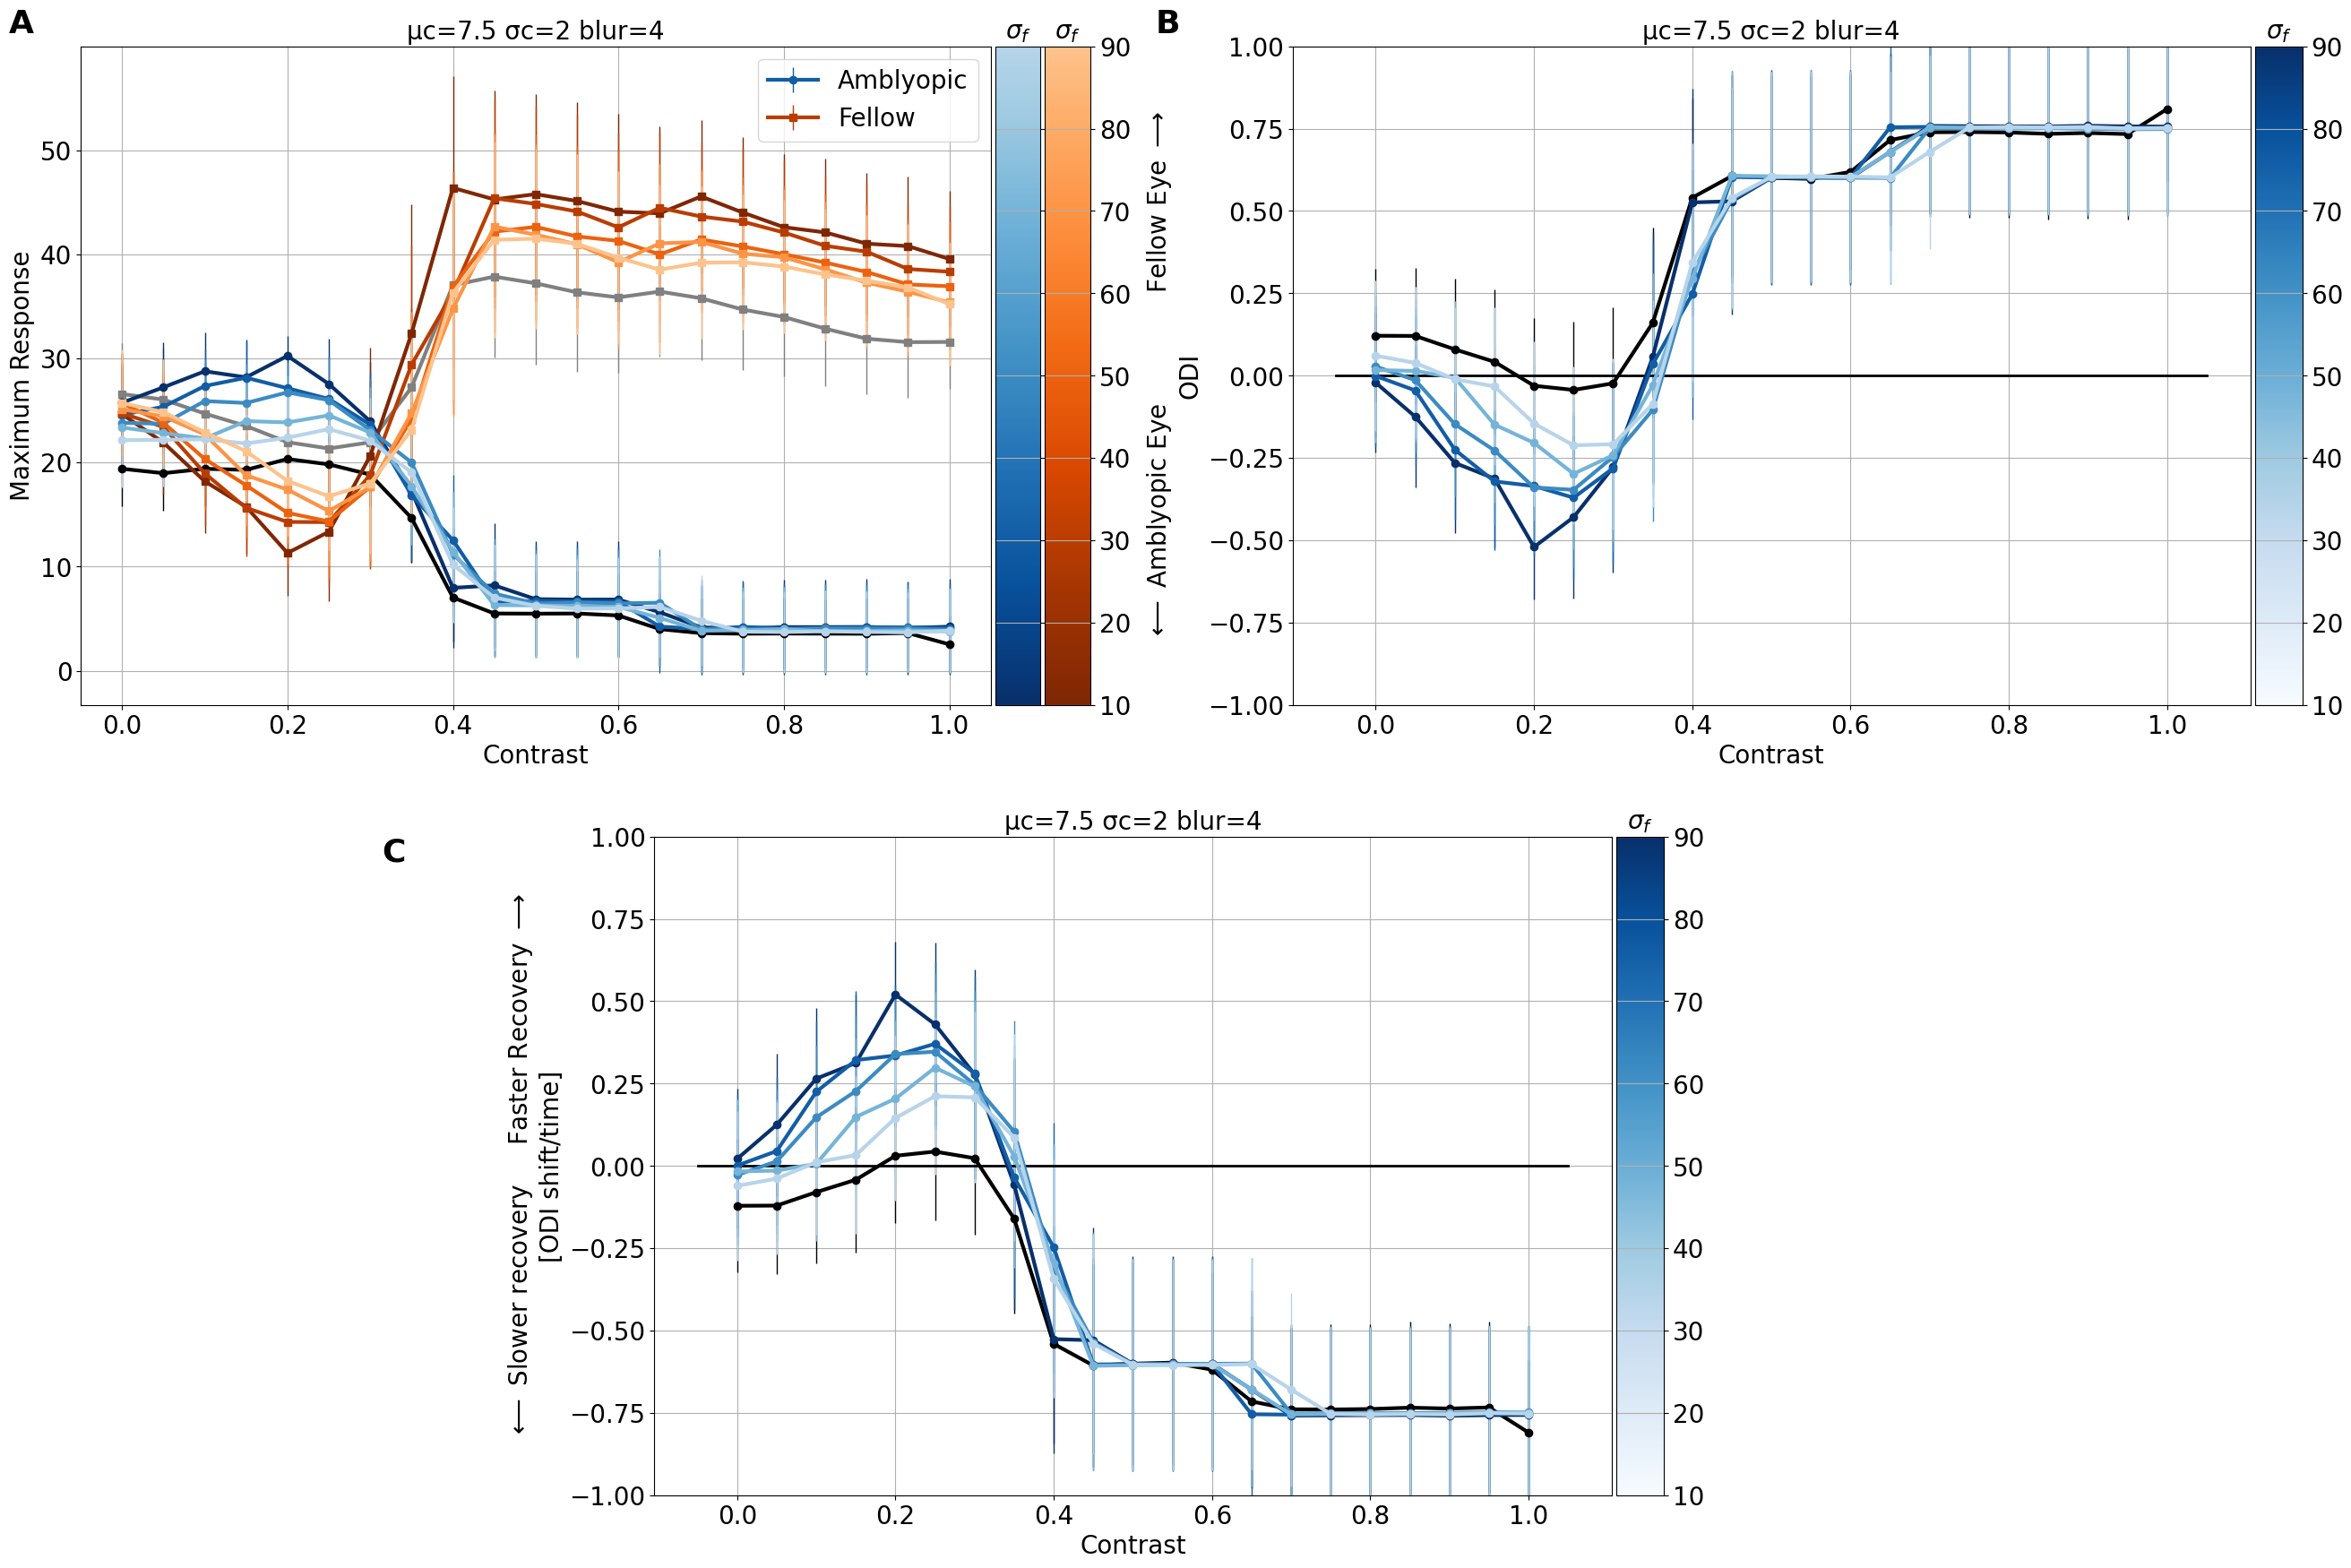 A
μc=7.5 σc=2 blur=4
σf σf
Amblyopic
Fellow
Maximum Response
50
40
30
20
10
0
0.0 0.2 0.4 0.6 0.8 1.0
Contrast
90
80
70
60
50
40
30
20
10
B
μc=7.5 σc=2 blur=4
σf
← Amblyopic Eye Fellow Eye →
ODI
1.00
0.75
0.50
0.25
0.00
−0.25
−0.50
−0.75
−1.00
0.0 0.2 0.4 0.6 0.8 1.0
Contrast
90
80
70
60
50
40
30
20
10
C
μc=7.5 σc=2 blur=4
σf
← Slower recovery Faster Recovery →
[ODI shift/time]
1.00
0.75
0.50
0.25
0.00
−0.25
−0.50
−0.75
−1.00
0.0 0.2 0.4 0.6 0.8 1.0
Contrast
90
80
70
60
50
40
30
20
10